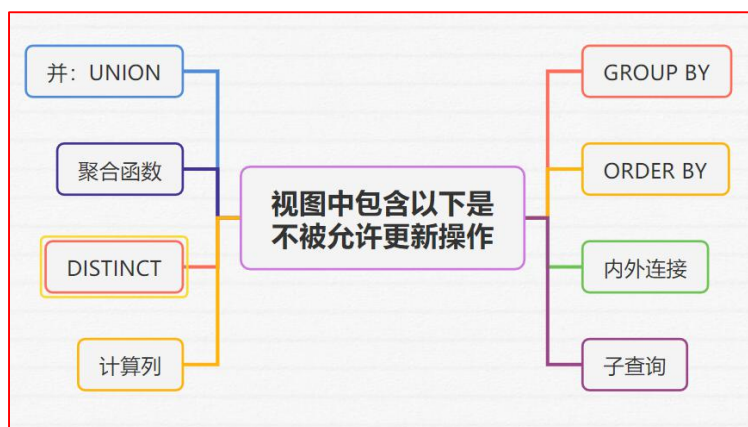 并：UNION
聚合函数
DISTINCT
计算列
视图中包含以下是
不被允许更新操作
GROUP BY
ORDER BY
内外连接
子查询